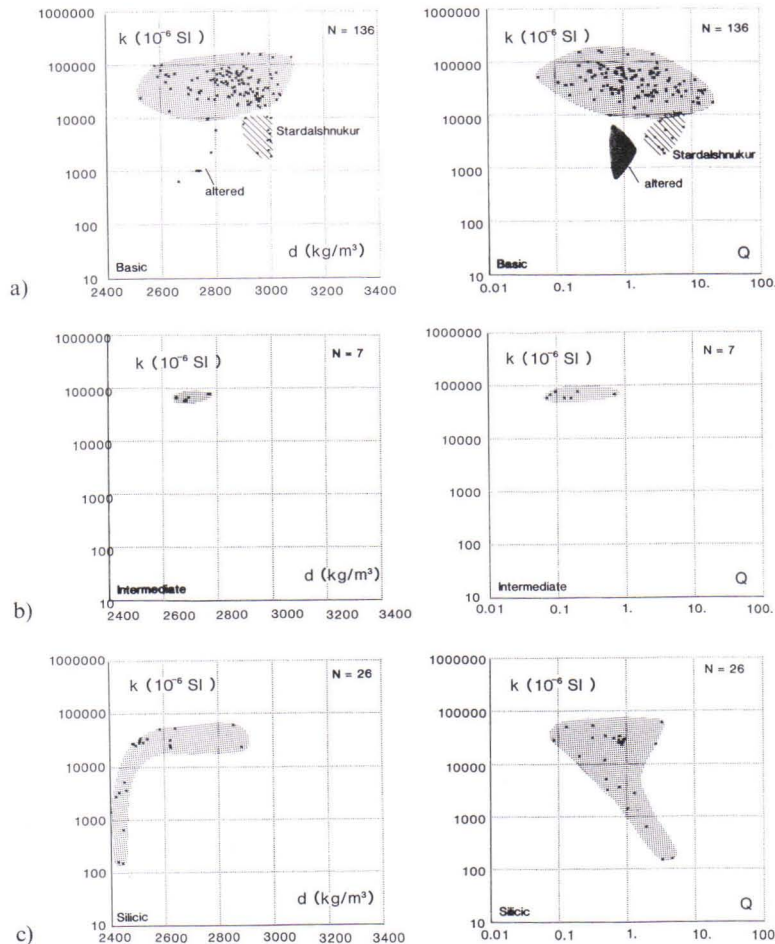 1000000
k (10⁻⁶ SI)
N = 136
100000
10000
Stardalshnukur
1000
altered
100
d (kg/m³)
Basic
10
2400 2600 2800 3000 3200 3400
a)
1000000
k (10⁻⁶ SI)
N = 136
100000
10000
Stardalshnukur
1000
altered
100
Q
Basic
10
0.01 0.1 1. 10. 100.
1000000
k (10⁻⁶ SI)
N = 7
100000
10000
1000
100
d (kg/m³)
Intermediate
10
2400 2600 2800 3000 3200 3400
b)
1000000
k (10⁻⁶ SI)
N = 7
100000
10000
1000
100
Q
Intermediate
10
0.01 0.1 1. 10. 100.
1000000
k (10⁻⁶ SI)
N = 26
100000
10000
1000
100
d (kg/m³)
Silicic
10
2400 2600 2800 3000 3200 3400
c)
1000000
k (10⁻⁶ SI)
N = 26
100000
10000
1000
100
Q
Silicic
10
0.01 0.1 1. 10. 100